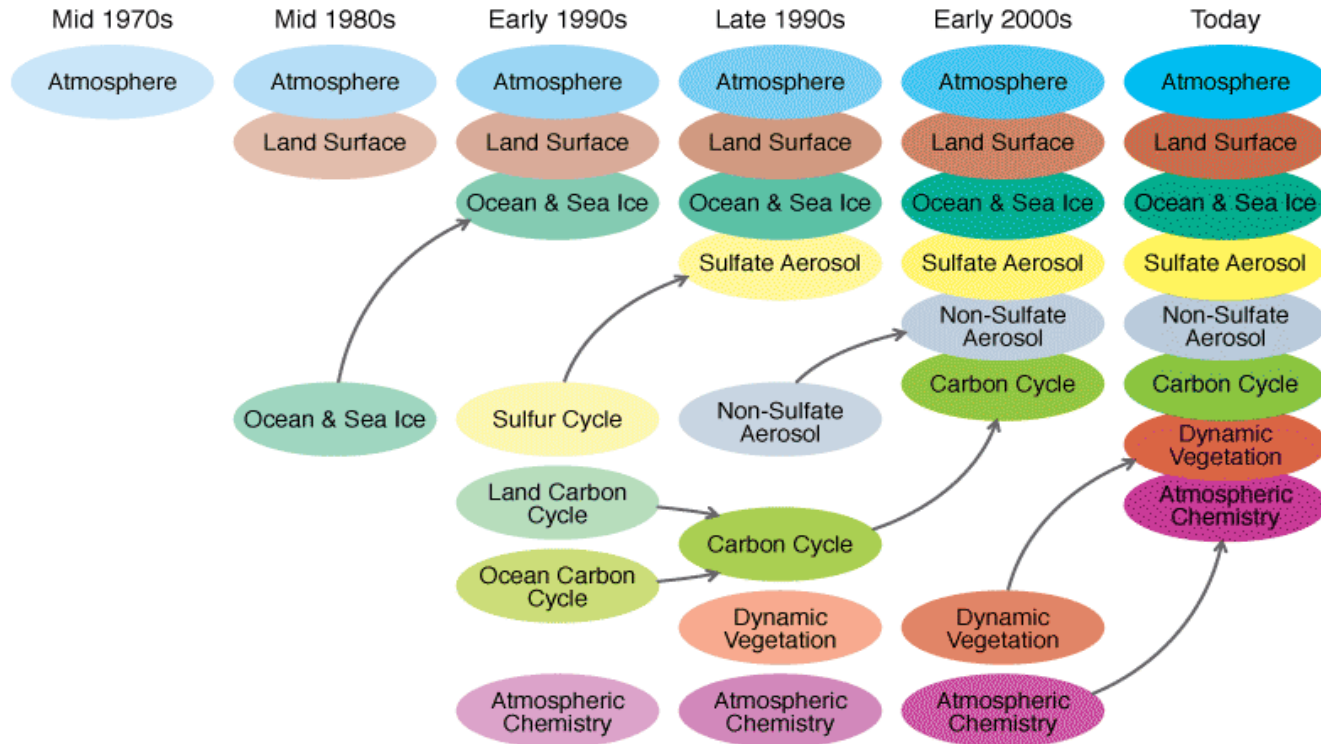 Mid 1970s
Mid 1980s
Early 1990s
Late 1990s
Early 2000s
Today
Atmosphere
Atmosphere
Atmosphere
Atmosphere
Atmosphere
Atmosphere
Land Surface
Land Surface
Land Surface
Land Surface
Land Surface
Ocean & Sea Ice
Ocean & Sea Ice
Ocean & Sea Ice
Ocean & Sea Ice
Sulfate Aerosol
Sulfate Aerosol
Sulfate Aerosol
Non-Sulfate
Aerosol
Non-Sulfate
Aerosol
Carbon Cycle
Carbon Cycle
Ocean & Sea Ice
Sulfur Cycle
Non-Sulfate
Aerosol
Dynamic
Vegetation
Land Carbon
Cycle
Atmospheric
Chemistry
Carbon Cycle
Ocean Carbon
Cycle
Dynamic
Vegetation
Dynamic
Vegetation
Atmospheric
Chemistry
Atmospheric
Chemistry
Atmospheric
Chemistry